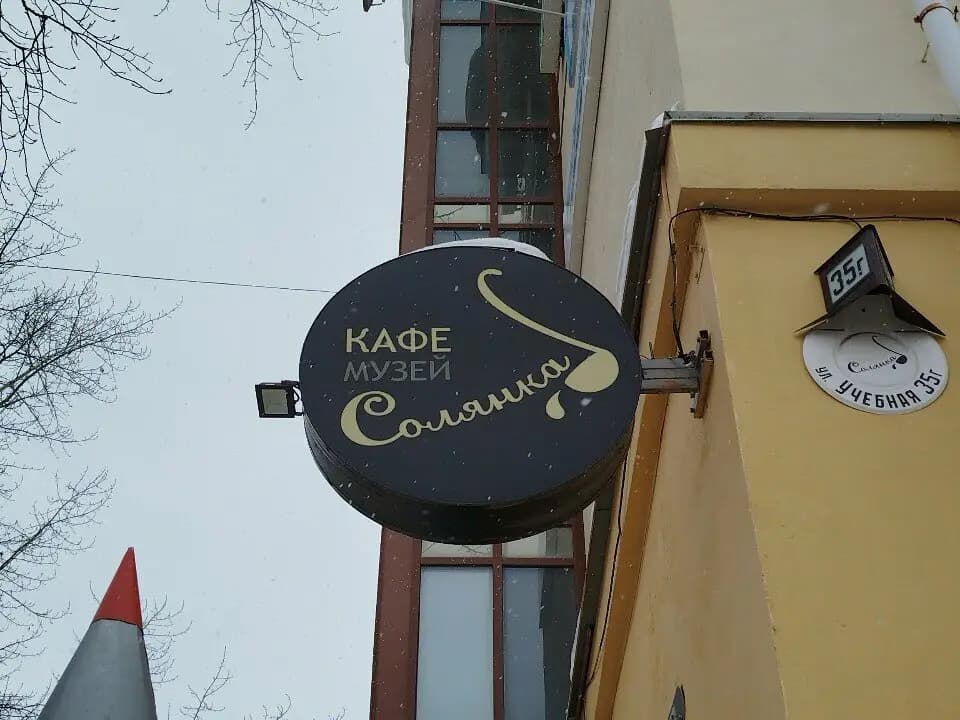 КАФЕ
МУЗЕЙ
Солянка
35г
Солянка
ул. УЧЕБНАЯ 35г